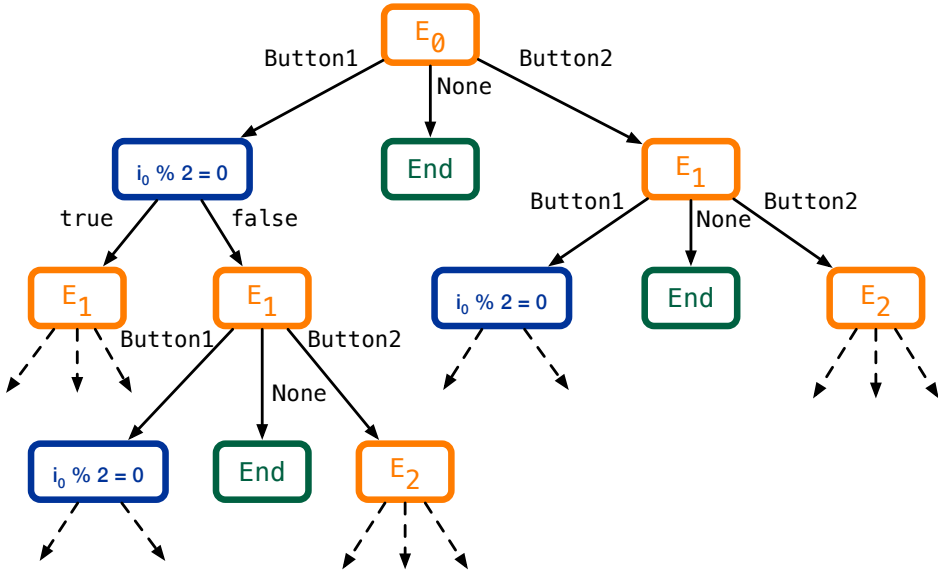 E₀
Button1
None
Button2
i₀ % 2 = 0
End
E₁
true
false
Button1
None
Button2
E₁
E₁
i₀ % 2 = 0
End
E₂
Button1
None
Button2
i₀ % 2 = 0
End
E₂